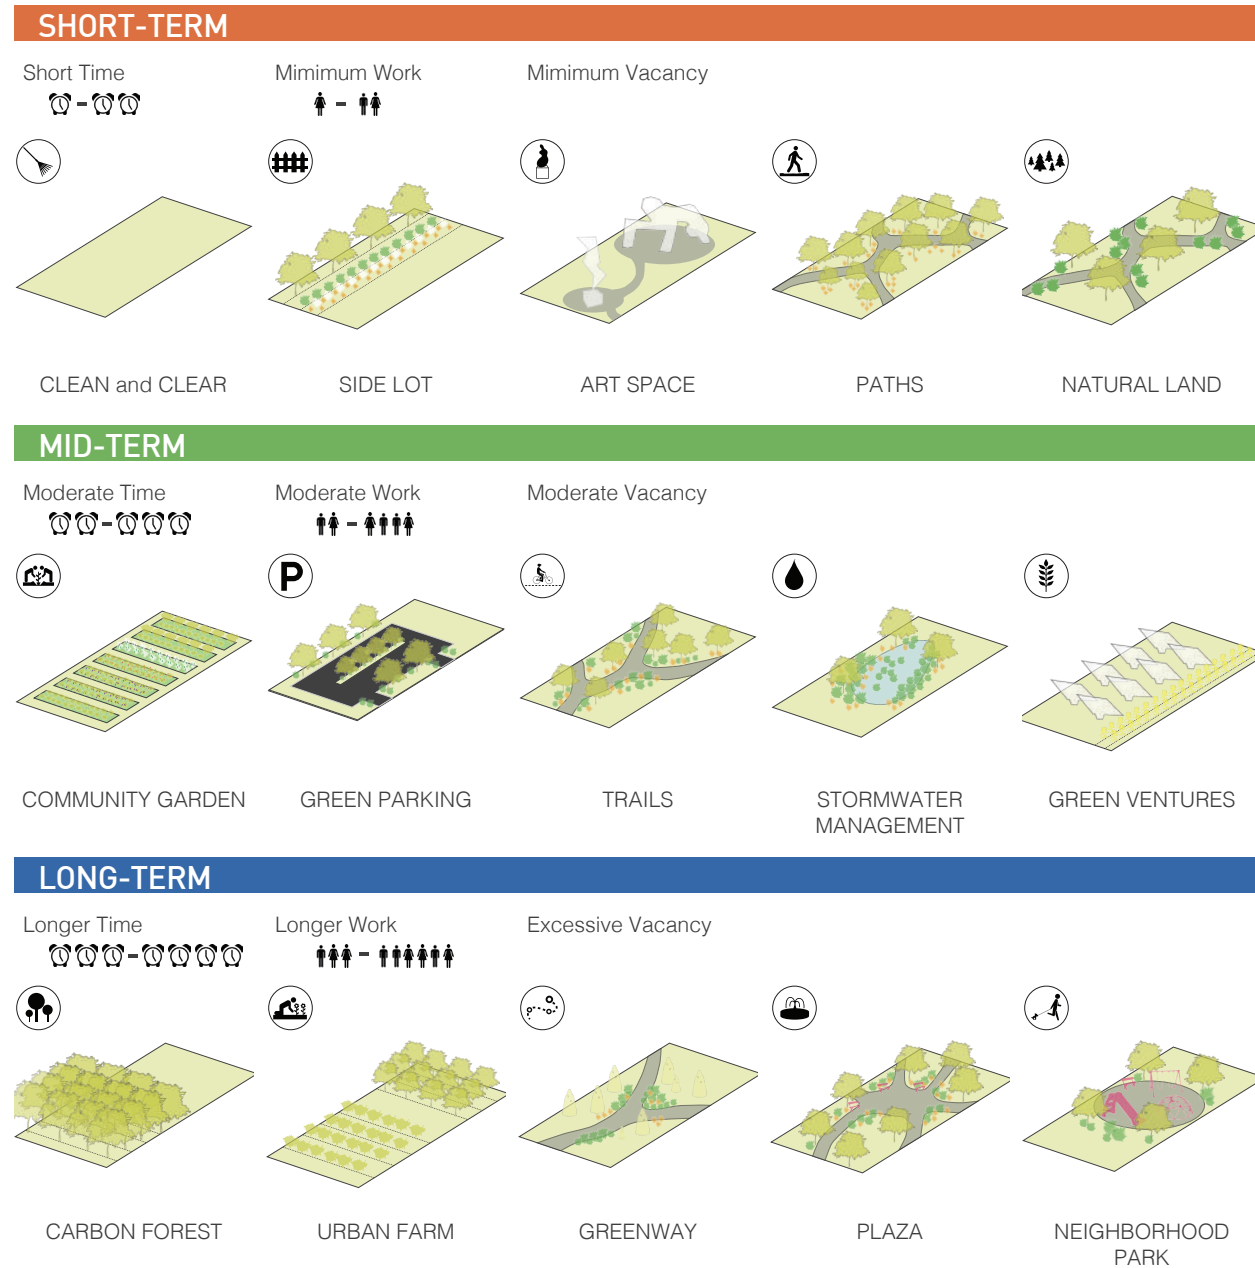 SHORT-TERM
Short Time
Mimimum Work
Mimimum Vacancy
CLEAN and CLEAR
SIDE LOT
ART SPACE
PATHS
NATURAL LAND
MID-TERM
Moderate Time
Moderate Work
Moderate Vacancy
P
COMMUNITY GARDEN
GREEN PARKING
TRAILS
STORMWATER
MANAGEMENT
GREEN VENTURES
LONG-TERM
Longer Time
Longer Work
Excessive Vacancy
CARBON FOREST
URBAN FARM
GREENWAY
PLAZA
NEIGHBORHOOD
PARK